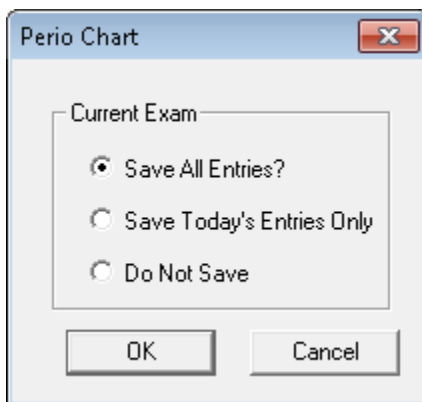 Perio Chart
Current Exam
Save All Entries?
Save Today's Entries Only
Do Not Save
OK
Cancel